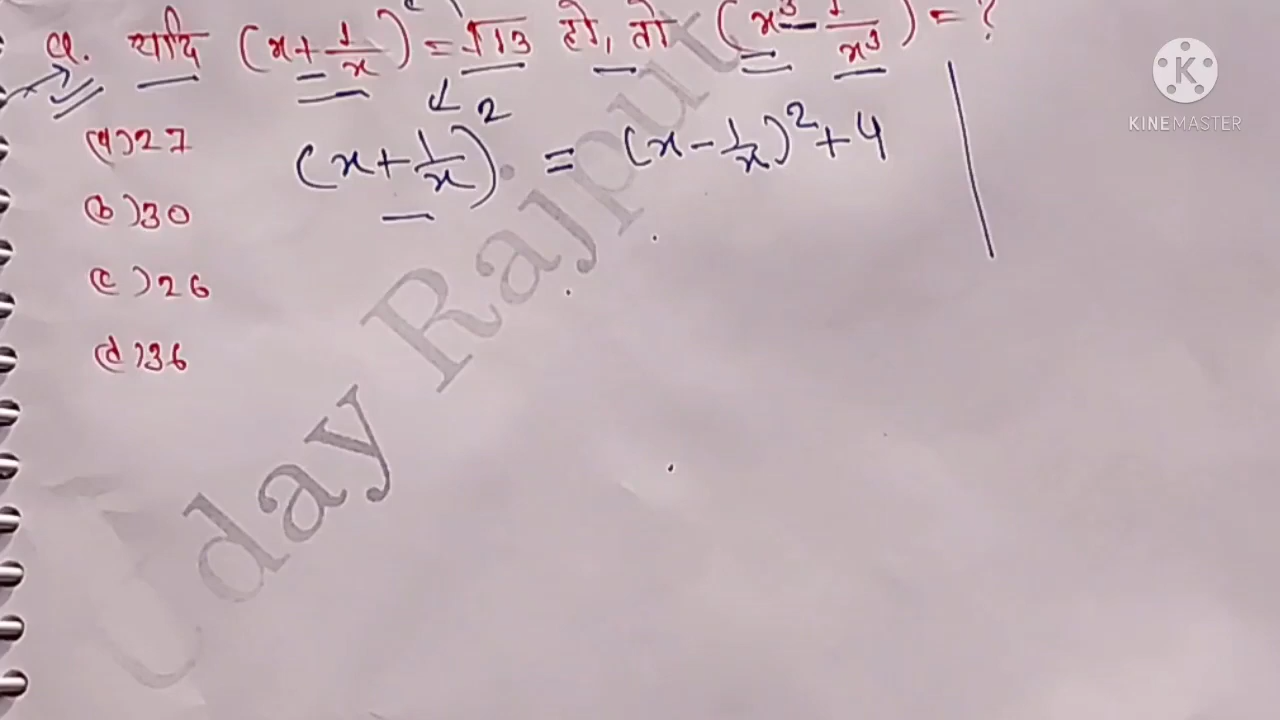 Q. यदि (x+1/x) = √13 हो, तो (x³ - 1/x³) = ?
(a) 27
(b) 30
(c) 26
(d) 36
(x + 1/x)² = (x - 1/x)² + 4
Uday Rajput
KINEMASTER